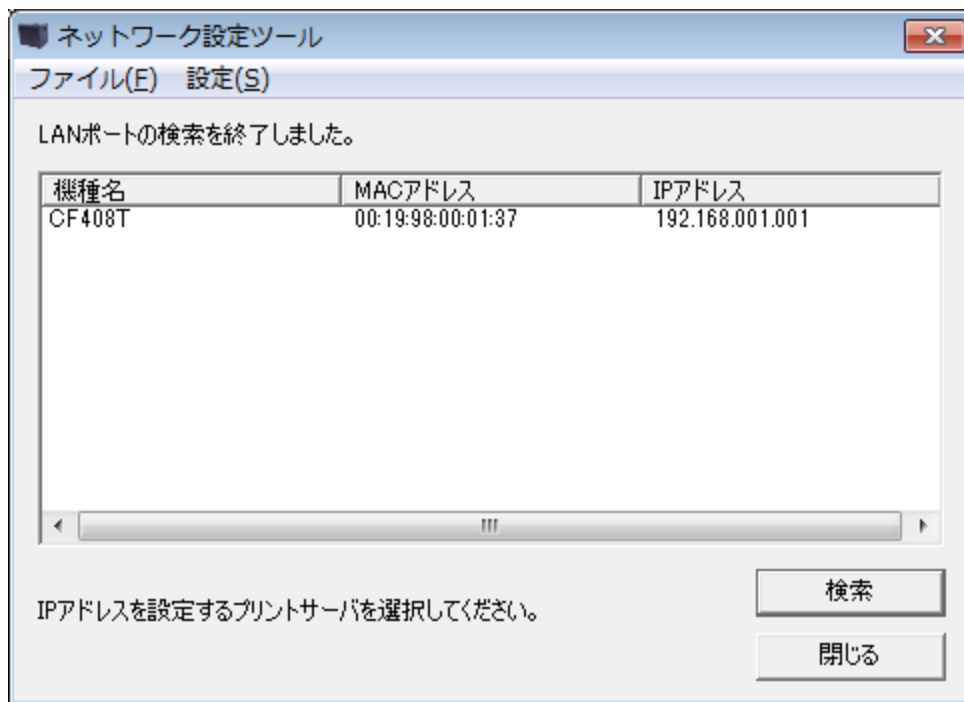 ネットワーク設定ツール
ファイル(F) 設定(S)
LANポートの検索を終了しました。
機種名 MACアドレス IPアドレス
CF408T 00:19:98:00:01:37 192.168.001.001
検索
IPアドレスを設定するプリントサーバを選択してください。
閉じる